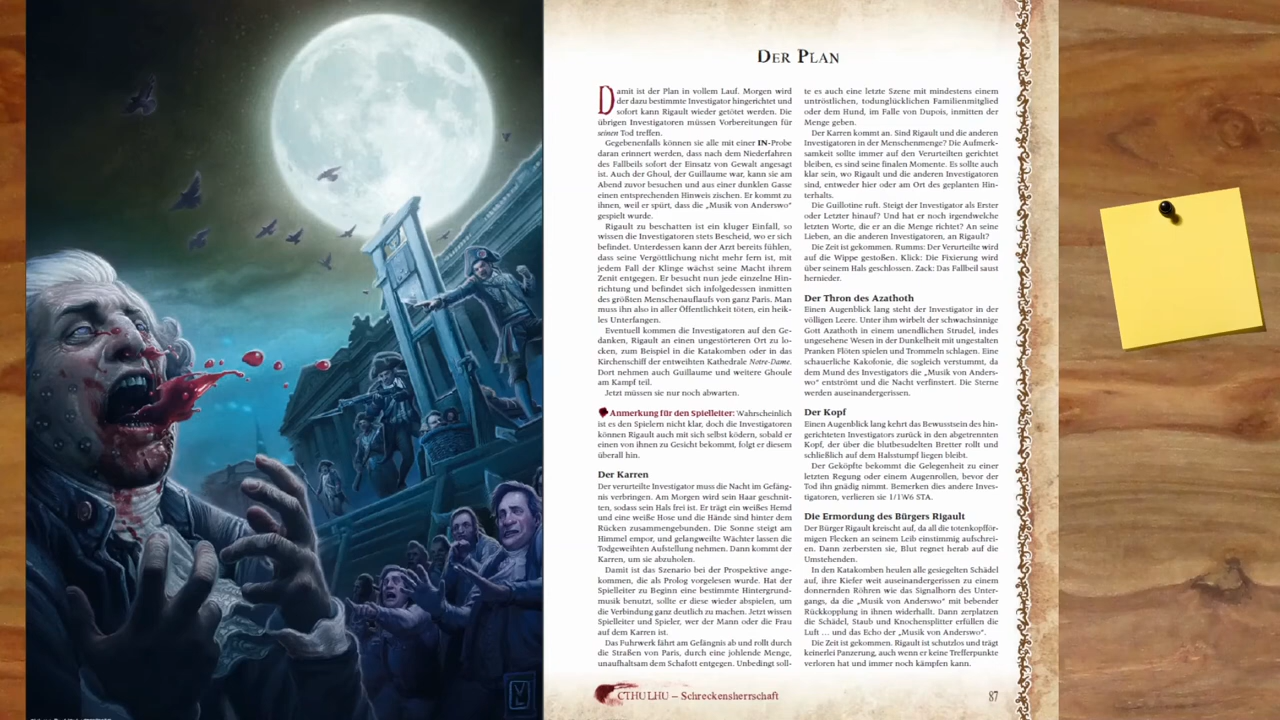 DER PLAN
Damit ist der Plan in vollem Lauf. Morgen wird
der dazu bestimmte Investigator hingerichtet und
sofort kann Rigault wieder getötet werden. Die
übrigen Investigatoren müssen Vorbereitungen für
seinen Tod treffen.
Gegebenenfalls können sie alle mit einer IN-Probe
daran erinnert werden, dass nach dem Niederfahren
des Fallbeils sofort der Einsatz von Gewalt angesagt
ist. Auch der Ghoul, der Guillaume war, kann sie am
Abend zuvor besuchen und aus einer dunklen Gasse
einen entsprechenden Hinweis zischen. Er kommt zu
ihnen, weil er spürt, dass die „Musik von Anderswo“
gespielt wurde.
Rigault zu beschatten ist ein kluger Einfall, so
wissen die Investigatoren stets Bescheid, wo er sich
befindet. Unterdessen kann der Arzt bereits fühlen,
dass seine Vergöttlichung nicht mehr fern ist, mit
jedem Fall der Klinge wächst seine Macht ihrem
Zenit entgegen. Er besucht nun jede einzelne Hin-
richtung und befindet sich infolgedessen inmitten
des größten Menschenauflaufs von ganz Paris. Man
muss ihn also in aller Öffentlichkeit töten, ein heik-
les Unterfangen.
Eventuell kommen die Investigatoren auf den Ge-
danken, Rigault an einen ungestörteren Ort zu lo-
cken, zum Beispiel in die Katakomben oder in das
Kirchenschiff der entweihten Kathedrale Notre-Dame.
Dort nehmen auch Guillaume und weitere Ghoule
am Kampf teil.
Jetzt müssen sie nur noch abwarten.
Anmerkung für den Spielleiter: Wahrscheinlich
ist es den Spielern nicht klar, doch die Investigatoren
können Rigault auch mit sich selbst ködern, sobald er
einen von ihnen zu Gesicht bekommt, folgt er diesem
überall hin.
Der Karren
Der verurteilte Investigator muss die Nacht im Gefäng-
nis verbringen. Am Morgen wird sein Haar geschnit-
ten, sodass sein Hals frei ist. Er trägt ein weißes Hemd
und eine weiße Hose und die Hände sind hinter dem
Rücken zusammengebunden. Die Sonne steigt am
Himmel empor, und gelangweilte Wächter lassen die
Todgeweihten Aufstellung nehmen. Dann kommt der
Karren, um sie abzuholen.
Damit ist das Szenario bei der Prospektive ange-
kommen, die als Prolog vorgelesen wurde. Hat der
Spielleiter zu Beginn eine bestimmte Hintergrund-
musik benutzt, sollte er diese wieder abspielen, um
die Verbindung ganz deutlich zu machen. Jetzt wissen
Spielleiter und Spieler, wer der Mann oder die Frau
auf dem Karren ist.
Das Fuhrwerk fährt am Gefängnis ab und rollt durch
die Straßen von Paris, durch eine johlende Menge,
unaufhaltsam dem Schafott entgegen. Unbedingt soll-
te es auch eine letzte Szene mit mindestens einem
untröstlichen, todunglücklichen Familienmitglied
oder dem Hund, im Falle von Dupois, inmitten der
Menge geben.
Der Karren kommt an. Sind Rigault und die anderen
Investigatoren in der Menschenmenge? Die Aufmerk-
samkeit sollte immer auf den Verurteilten gerichtet
bleiben, es sind seine finalen Momente. Es sollte auch
klar sein, wo Rigault und die anderen Investigatoren
sind, entweder hier oder am Ort des geplanten Hin-
terhalts.
Die Guillotine ruft. Steigt der Investigator als Erster
oder Letzter hinauf? Und hat er noch irgendwelche
letzten Worte, die er an die Menge richtet? An seine
Lieben, an die anderen Investigatoren, an Rigault?
Die Zeit ist gekommen. Rumms: Der Verurteilte wird
auf die Wippe gestoßen. Klick: Die Fixierung wird
über seinem Hals geschlossen. Zack: Das Fallbeil saust
hernieder.
Der Thron des Azathoth
Einen Augenblick lang steht der Investigator in der
völligen Leere. Unter ihm wirbelt der schwachsinnige
Gott Azathoth in einem unendlichen Strudel, indes
ungesehene Wesen in der Dunkelheit mit ungestalten
Pranken Flöten spielen und Trommeln schlagen. Eine
schauerliche Kakofonie, die sogleich verstummt, da
dem Mund des Investigators die „Musik von Anders-
wo“ entströmt und die Nacht verfinstert. Die Sterne
werden auseinandergerissen.
Der Kopf
Einen Augenblick lang kehrt das Bewusstsein des hin-
gerichteten Investigators zurück in den abgetrennten
Kopf, der über die blutbesudelten Bretter rollt und
schließlich auf dem Halsstumpf liegen bleibt.
Der Geköpfte bekommt die Gelegenheit zu einer
letzten Regung oder einem Augenrollen, bevor der
Tod ihn gnädig nimmt. Bemerken dies andere Inves-
tigatoren, verlieren sie 1/1W6 STA.
Die Ermordung des Bürgers Rigault
Der Bürger Rigault kreischt auf, da all die totenkopfför-
migen Flecken an seinem Leib einstimmig aufschrei-
en. Dann zerbersten sie, Blut regnet herab auf die
Umstehenden.
In den Katakomben heulen alle gesiegelten Schädel
auf, ihre Kiefer weit auseinandergerissen zu einem
donnernden Röhren wie das Signalhorn des Unter-
gangs, da die „Musik von Anderswo“ mit bebender
Rückkopplung in ihnen widerhallt. Dann zerplatzen
die Schädel, Staub und Knochensplitter erfüllen die
Luft … und das Echo der „Musik von Anderswo“.
Die Zeit ist gekommen. Rigault ist schutzlos und trägt
keinerlei Panzerung, auch wenn er keine Trefferpunkte
verloren hat und immer noch kämpfen kann.
CTHULHU – Schreckensherrschaft
87